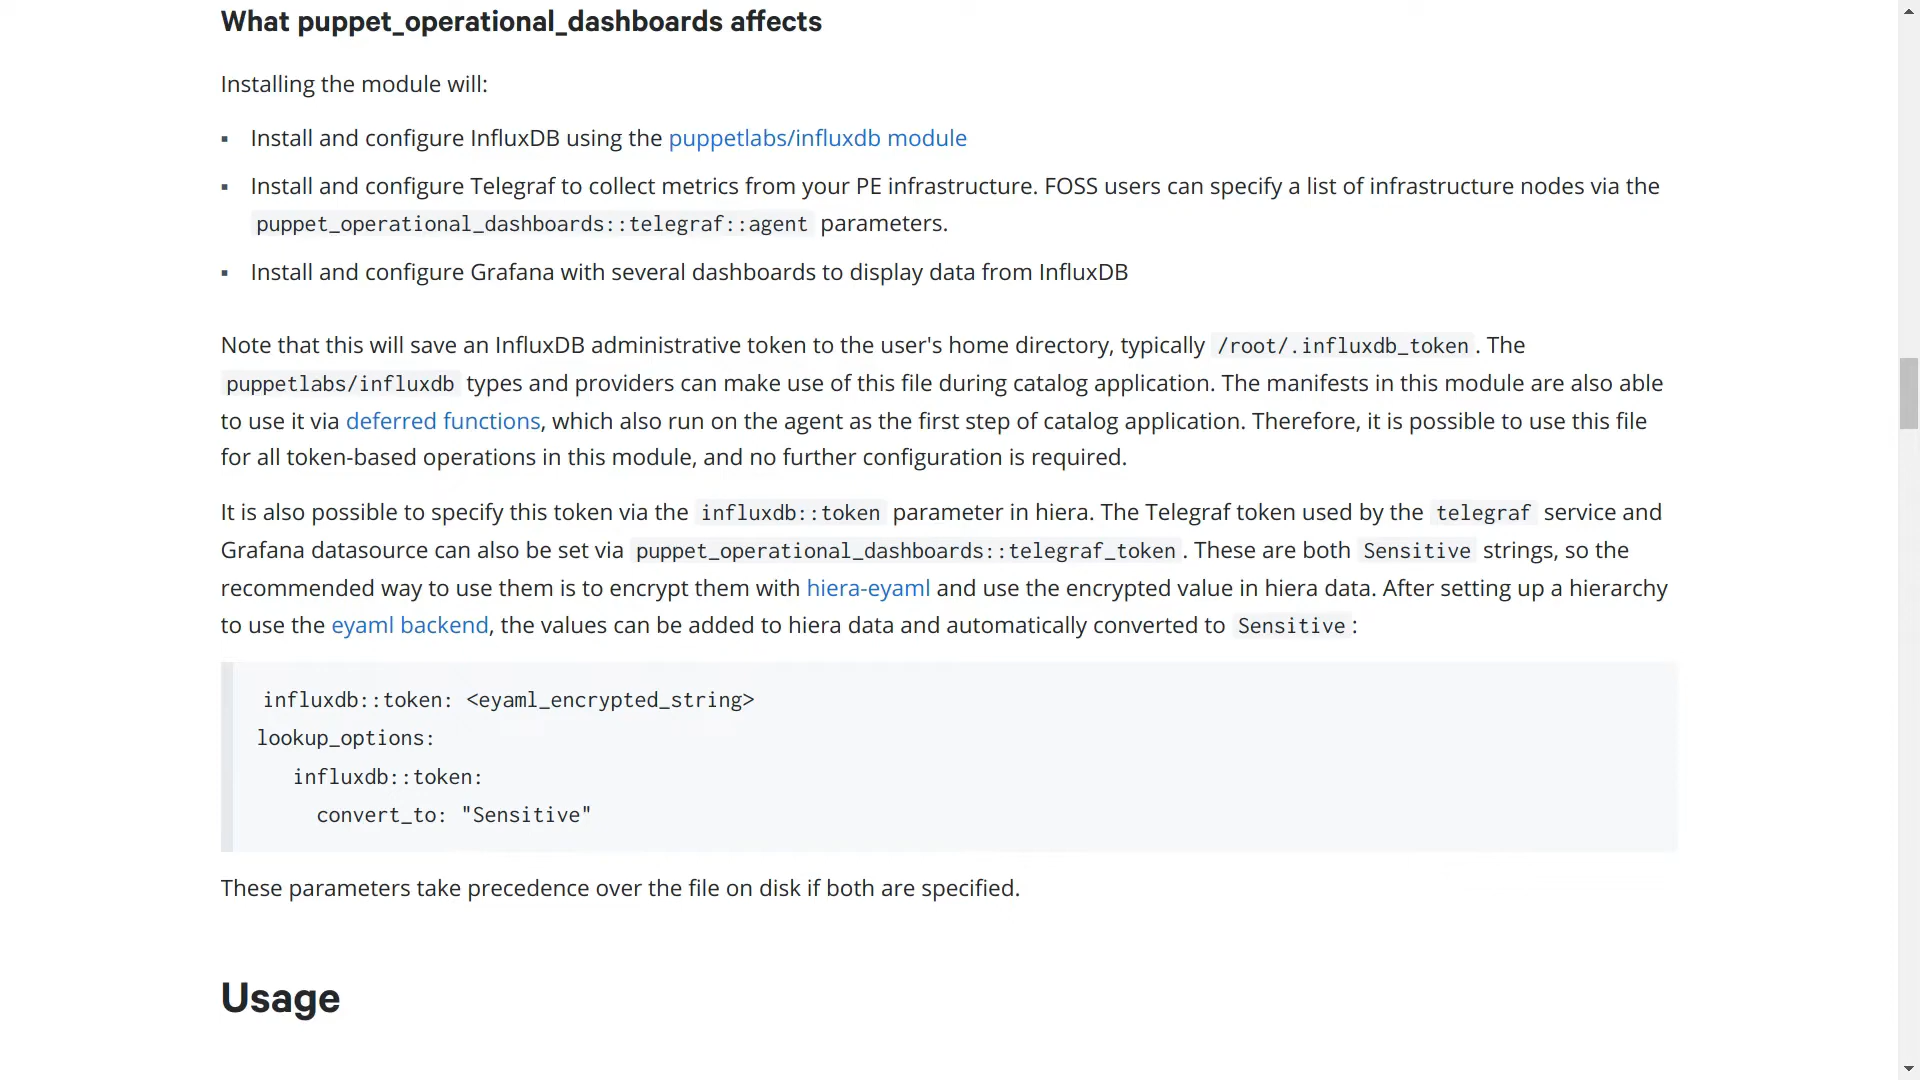 What puppet_operational_dashboards affects
Installing the module will:
▪ Install and configure InfluxDB using the puppetlabs/influxdb module
▪ Install and configure Telegraf to collect metrics from your PE infrastructure. FOSS users can specify a list of infrastructure nodes via the
puppet_operational_dashboards::telegraf::agent parameters.
▪ Install and configure Grafana with several dashboards to display data from InfluxDB
Note that this will save an InfluxDB administrative token to the user's home directory, typically /root/.influxdb_token. The
puppetlabs/influxdb types and providers can make use of this file during catalog application. The manifests in this module are also able
to use it via deferred functions, which also run on the agent as the first step of catalog application. Therefore, it is possible to use this file
for all token-based operations in this module, and no further configuration is required.
It is also possible to specify this token via the influxdb::token parameter in hiera. The Telegraf token used by the telegraf service and
Grafana datasource can also be set via puppet_operational_dashboards::telegraf_token. These are both Sensitive strings, so the
recommended way to use them is to encrypt them with hiera-eyaml and use the encrypted value in hiera data. After setting up a hierarchy
to use the eyaml backend, the values can be added to hiera data and automatically converted to Sensitive:
influxdb::token: <eyaml_encrypted_string>
lookup_options:
influxdb::token:
convert_to: "Sensitive"
These parameters take precedence over the file on disk if both are specified.
Usage